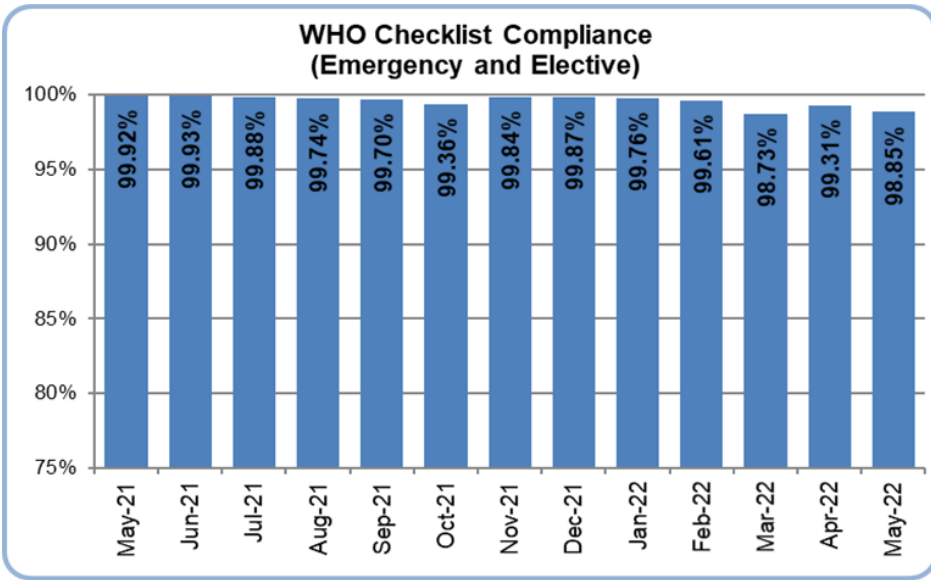 WHO Checklist Compliance
(Emergency and Elective)
100%
95%
90%
85%
80%
75%
99.92%
99.93%
99.88%
99.74%
99.70%
99.36%
99.84%
99.87%
99.76%
99.61%
98.73%
99.31%
98.85%
May-21
Jun-21
Jul-21
Aug-21
Sep-21
Oct-21
Nov-21
Dec-21
Jan-22
Feb-22
Mar-22
Apr-22
May-22